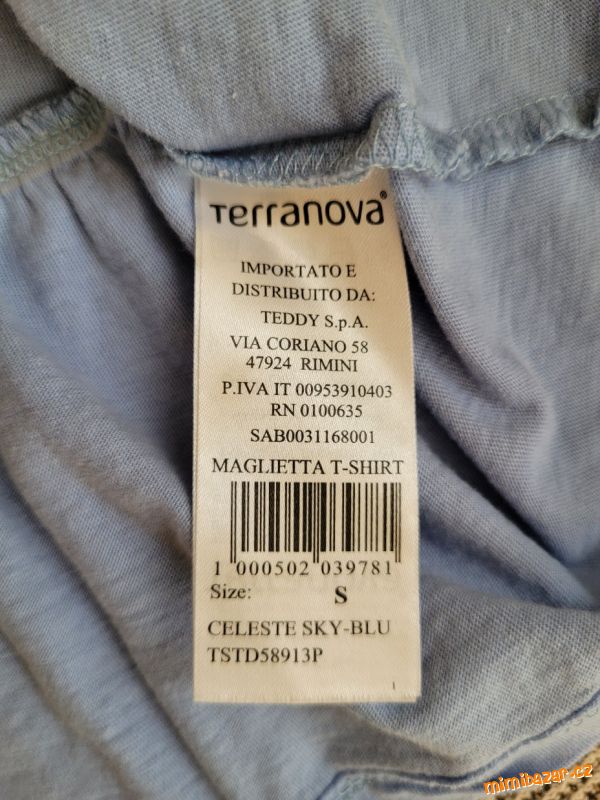 Terranova®
IMPORTATO E
DISTRIBUITO DA:
TEDDY S.p.A.
VIA CORIANO 58
47924 RIMINI
P.IVA IT 00953910403
RN 0100635
SAB0031168001
MAGLIETTA T-SHIRT
1 000502 039781
Size: S
CELESTE SKY-BLU
TSTD58913P
1
mimibazar.cz